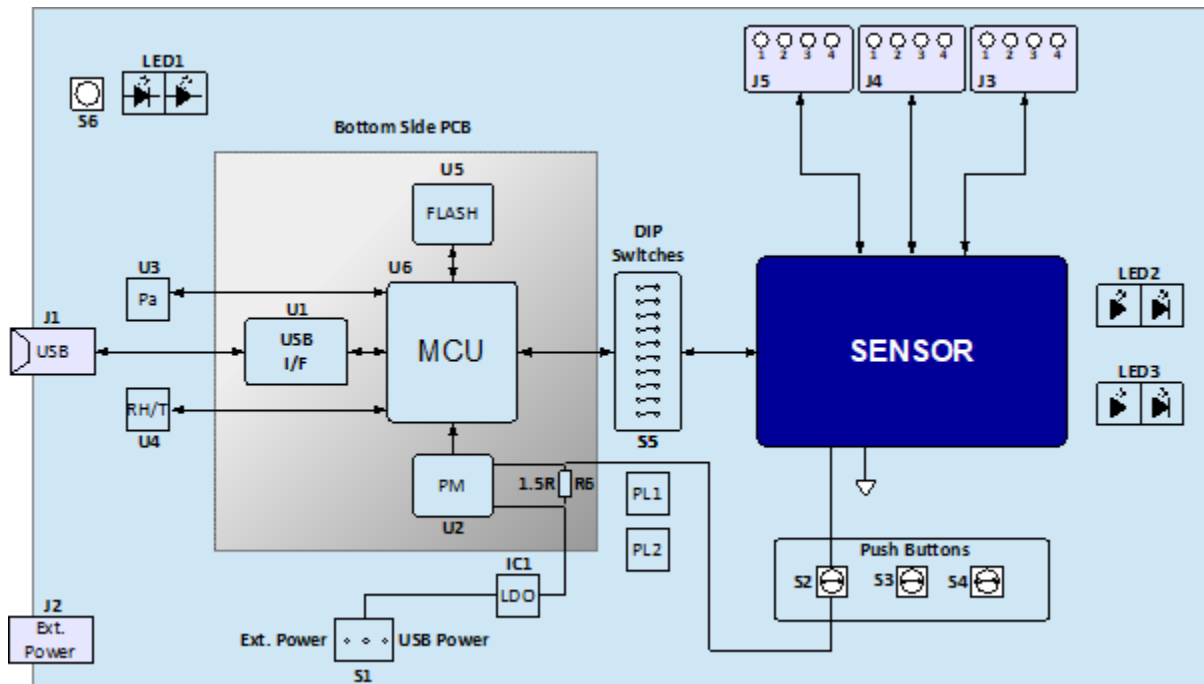 LED1
S6
1 2 3 4
J5
1 2 3 4
J4
1 2 3 4
J3
Bottom Side PCB
U5
FLASH
DIP
Switches
U3
Pa
U6
J1
USB
U1
USB
I/F
MCU
SENSOR
LED2
LED3
RH/T
U4
S5
PM
U2
1.5R
R6
PL1
PL2
Push Buttons
S2
S3
S4
IC1
LDO
J2
Ext.
Power
Ext. Power
USB Power
S1